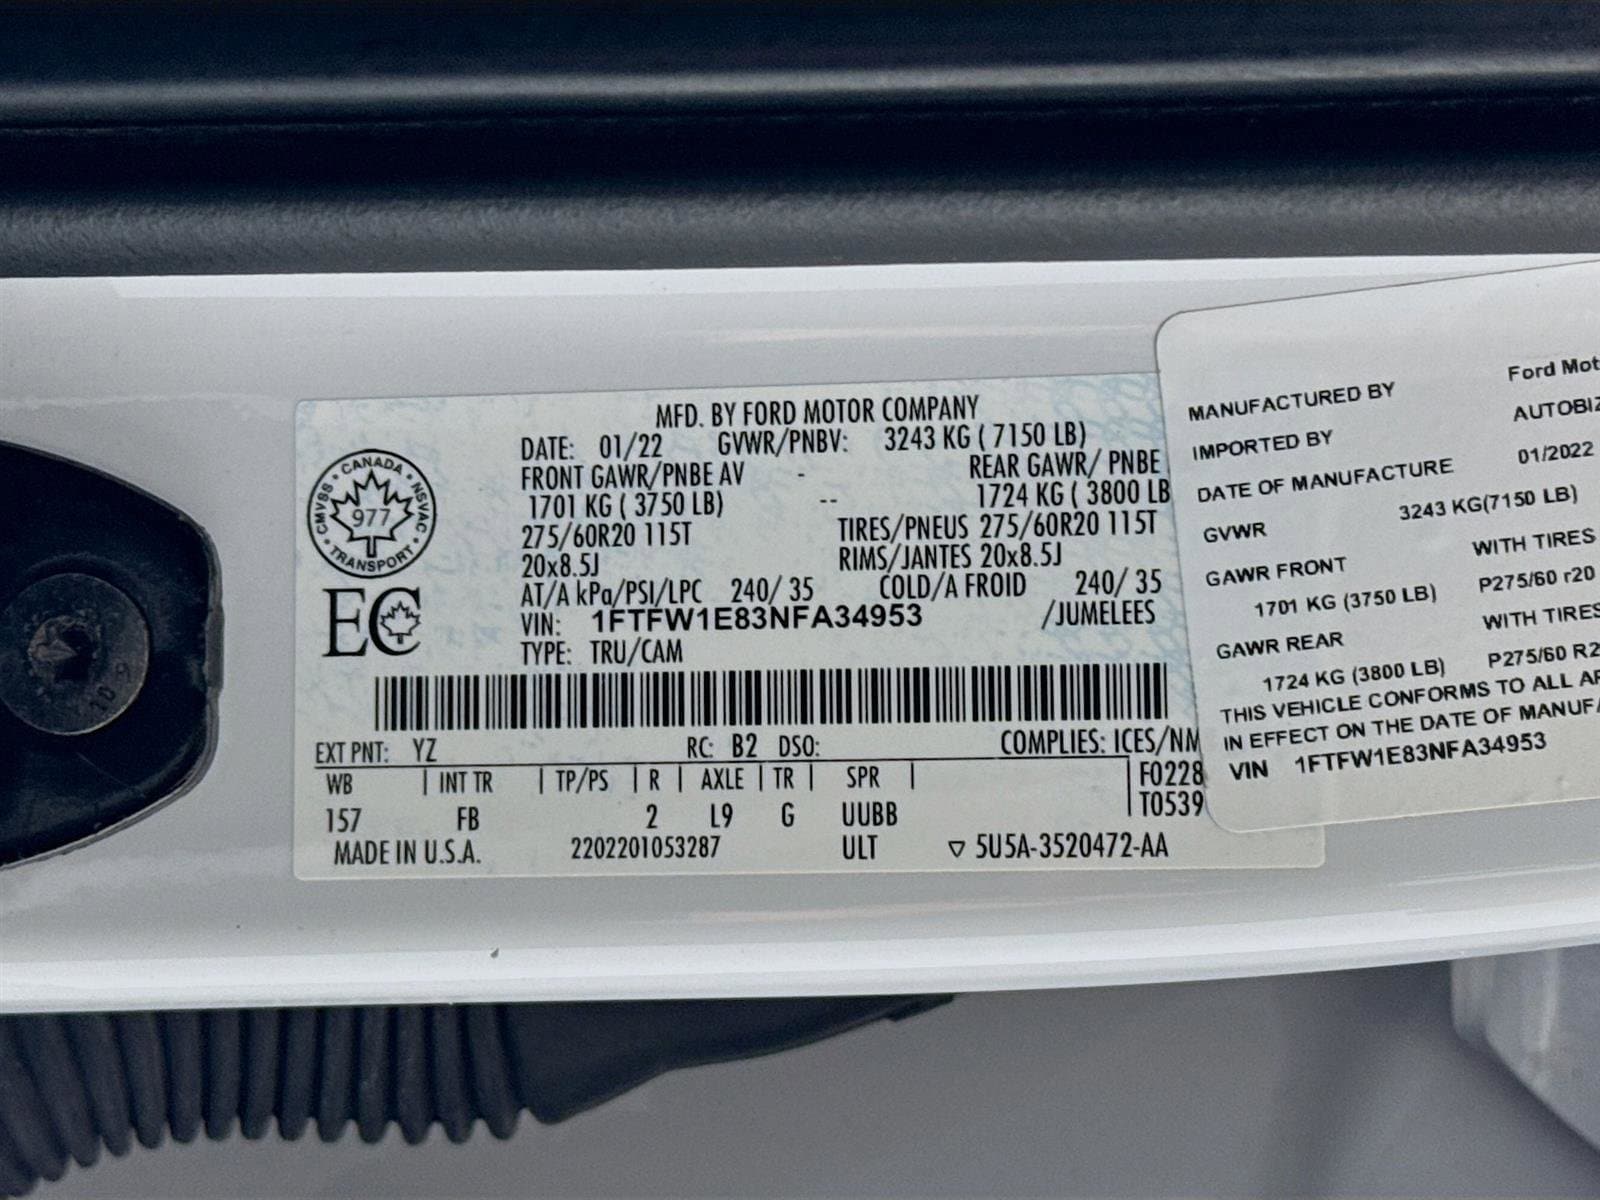 MFD. BY FORD MOTOR COMPANY
DATE: 01/22 GVWR/PNBV: 3243 KG ( 7150 LB)
FRONT GAWR/PNBE AV - REAR GAWR/ PNBE
1701 KG ( 3750 LB) -- 1724 KG ( 3800 LB
275/60R20 115T TIRES/PNEUS 275/60R20 115T
20x8.5J RIMS/JANTES 20x8.5J
AT/A kPa/PSI/LPC 240/ 35 COLD/A FROID 240/ 35
VIN: 1FTFW1E83NFA34953 /JUMELEES
TYPE: TRU/CAM
CANADA
CMVSS • NSVAC
977
TRANSPORT
EC
EXT PNT: YZ RC: B2 DSO: COMPLIES: ICES/NM
WB | INT TR | TP/PS | R | AXLE | TR | SPR | F0228
157 FB 2 L9 G UUBB T0539
MADE IN U.S.A. 2202201053287 ULT ▽ 5U5A-3520472-AA
MANUFACTURED BY Ford Mot
IMPORTED BY AUTOBIZ
DATE OF MANUFACTURE 01/2022
GVWR 3243 KG(7150 LB)
GAWR FRONT WITH TIRES
1701 KG (3750 LB) P275/60 r20
GAWR REAR WITH TIRES
1724 KG (3800 LB) P275/60 R2
THIS VEHICLE CONFORMS TO ALL AP
IN EFFECT ON THE DATE OF MANUFA
VIN 1FTFW1E83NFA34953